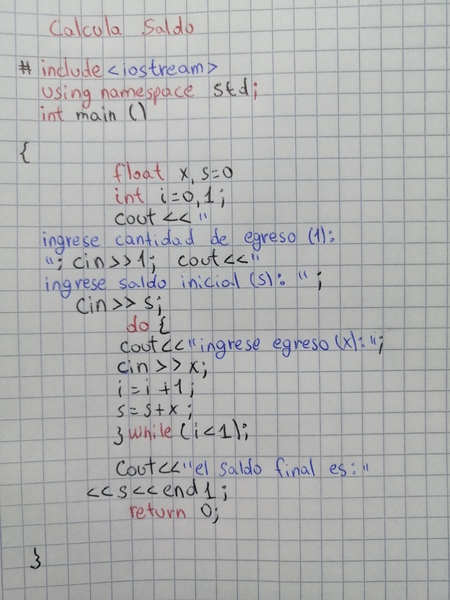 Calcula Saldo
# include <iostream>
using namespace std;
int main ()
{
float x, s=0
int i=0,1;
cout << "
ingrese cantidad de egreso (1):
"; cin>>1; cout<<"
ingrese saldo inicial (s): ";
cin>> s;
do {
cout<<"ingrese egreso (x): ";
cin >> x;
i=i+1;
s=s+x;
} while (i<1);
cout<<"el saldo final es:"
<<s<<end1;
return 0;
}